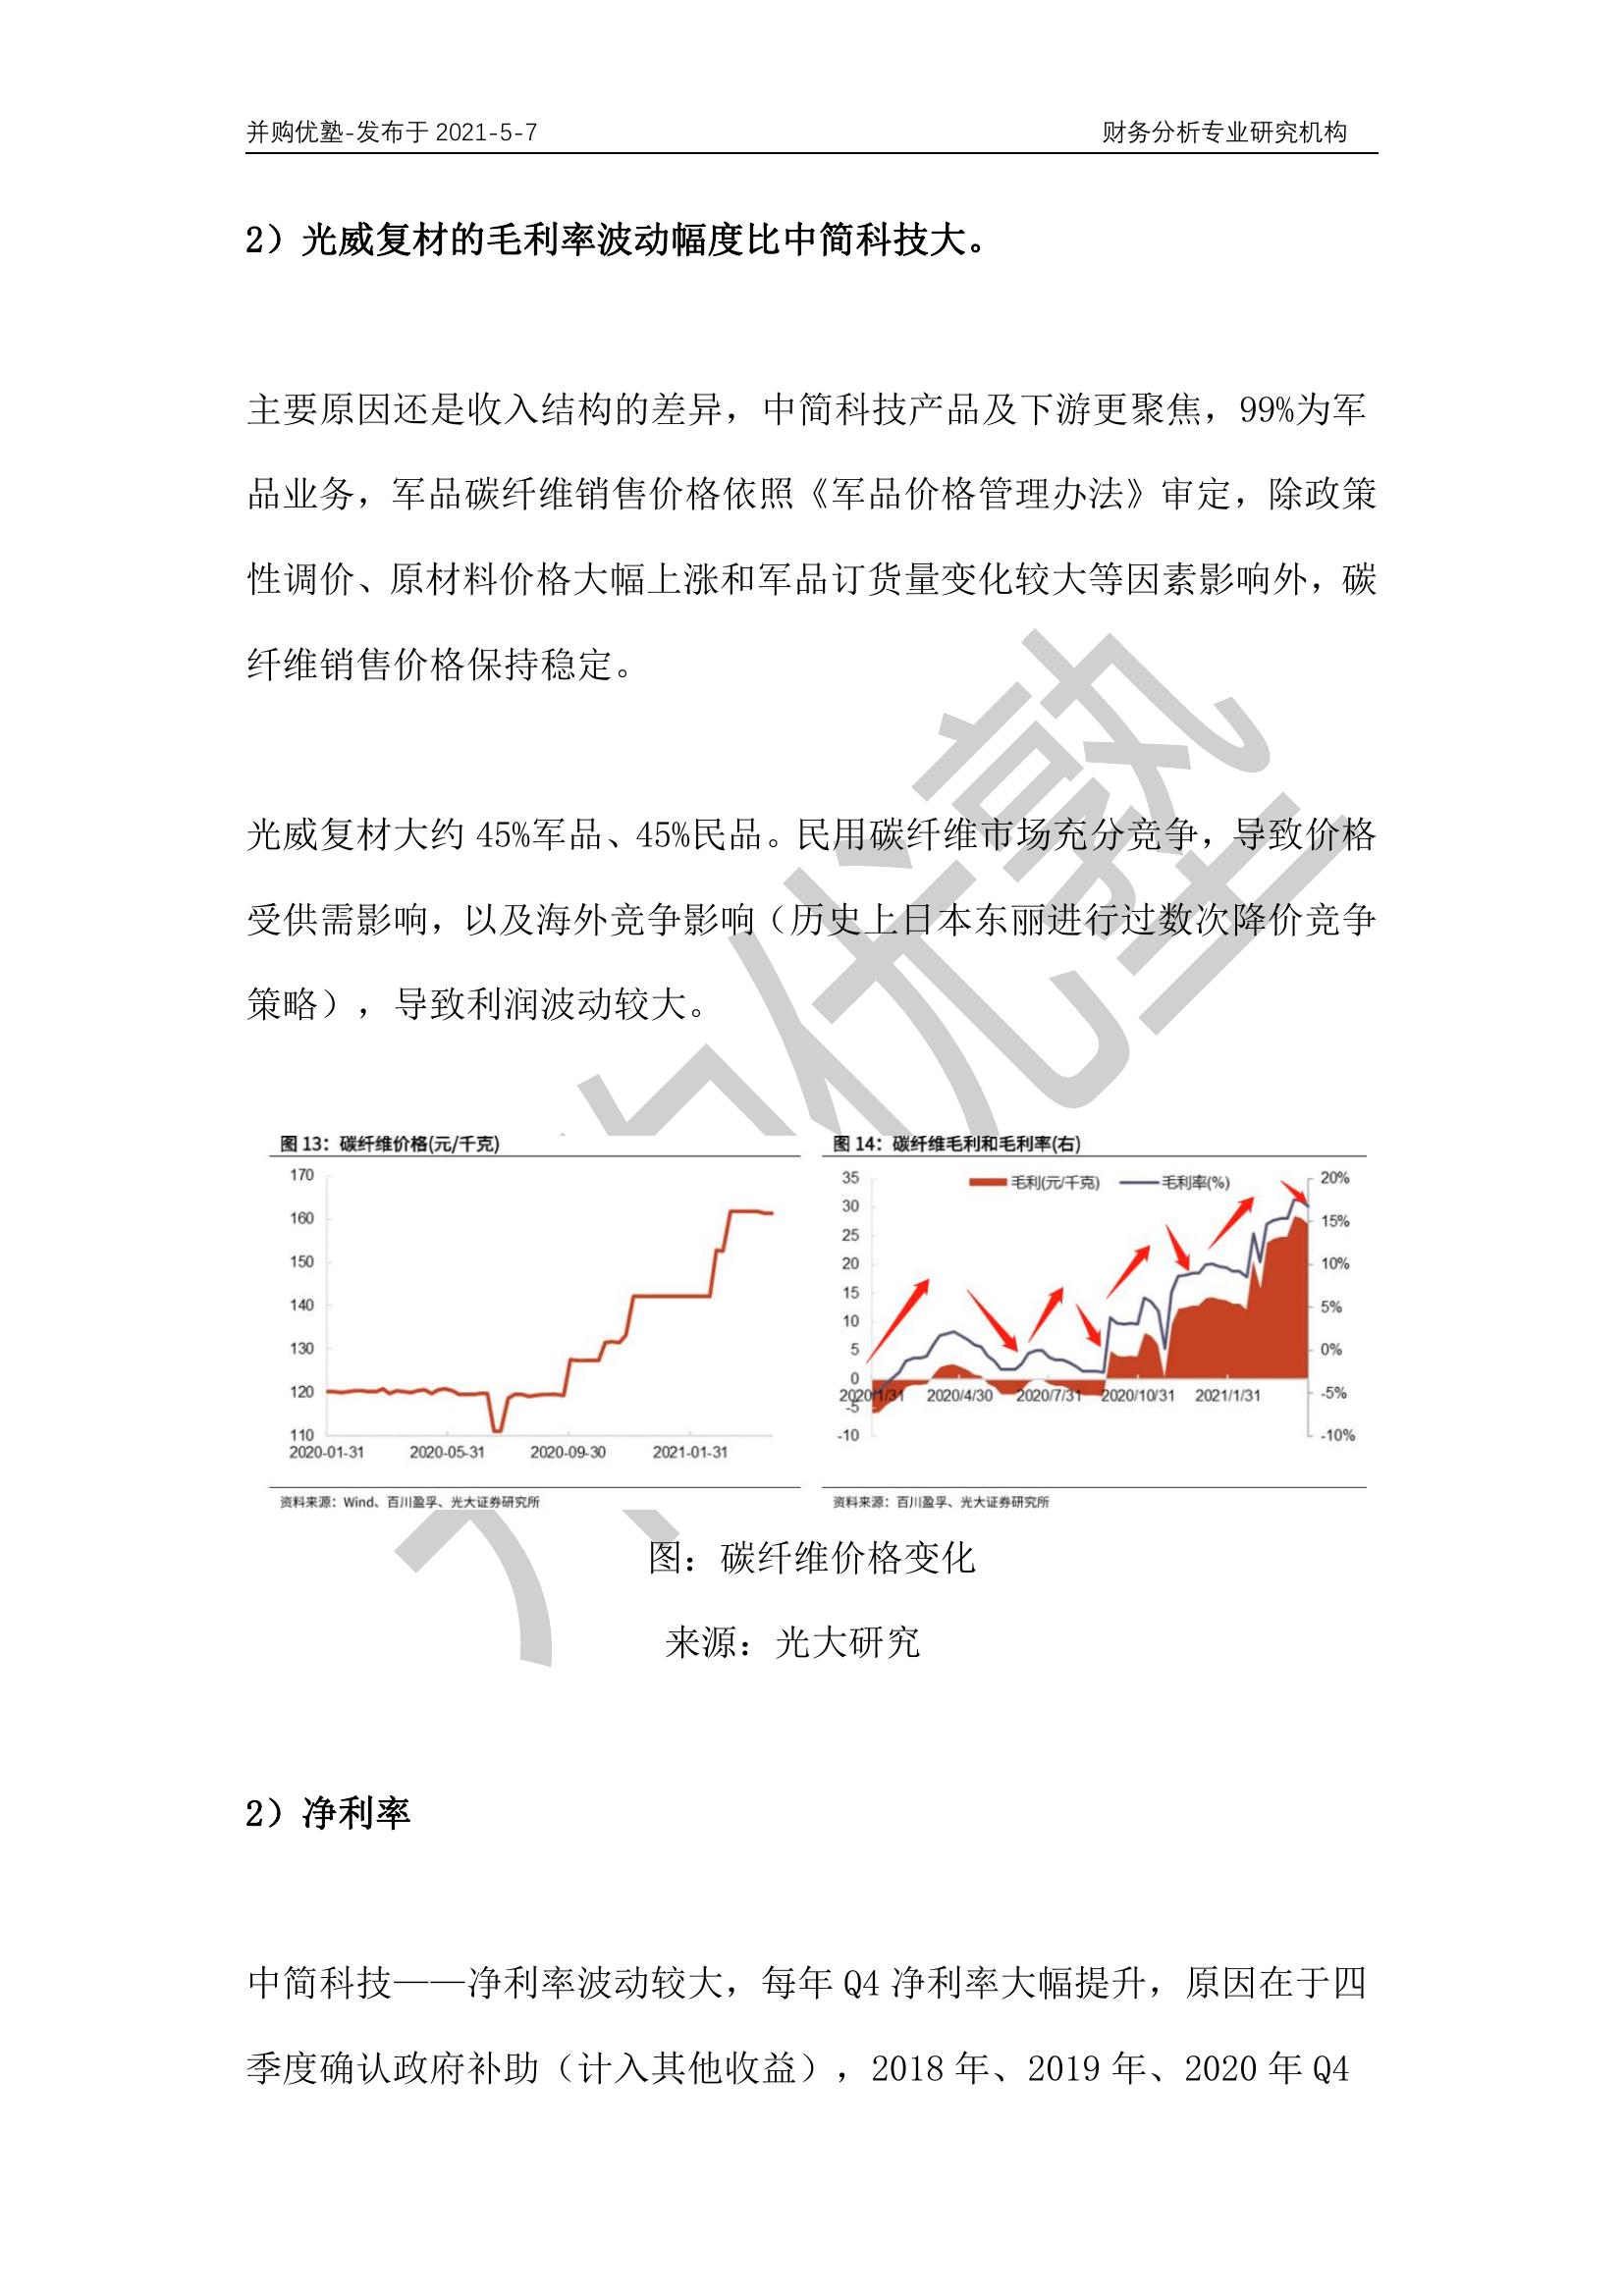 并购优塾-发布于 2021-5-7 财务分析专业研究机构
2）光威复材的毛利率波动幅度比中简科技大。
主要原因还是收入结构的差异，中简科技产品及下游更聚焦，99%为军
品业务，军品碳纤维销售价格依照《军品价格管理办法》审定，除政策
性调价、原材料价格大幅上涨和军品订货量变化较大等因素影响外，碳
纤维销售价格保持稳定。
光威复材大约 45%军品、45%民品。民用碳纤维市场充分竞争，导致价格
受供需影响，以及海外竞争影响（历史上日本东丽进行过数次降价竞争
策略），导致利润波动较大。
图 13：碳纤维价格(元/千克)
170
160
150
140
130
120
110
2020-01-31 2020-05-31 2020-09-30 2021-01-31
资料来源：Wind、百川盈孚、光大证券研究所
图 14：碳纤维毛利和毛利率(右)
毛利(元/千克) 毛利率(%)
35
30
25
20
15
10
5
0
-5
-10
20%
15%
10%
5%
0%
-5%
-10%
2020/1/31 2020/4/30 2020/7/31 2020/10/31 2021/1/31
资料来源：百川盈孚、光大证券研究所
图：碳纤维价格变化
来源：光大研究
2）净利率
中简科技——净利率波动较大，每年 Q4 净利率大幅提升，原因在于四
季度确认政府补助（计入其他收益），2018 年、2019 年、2020 年 Q4
优塾